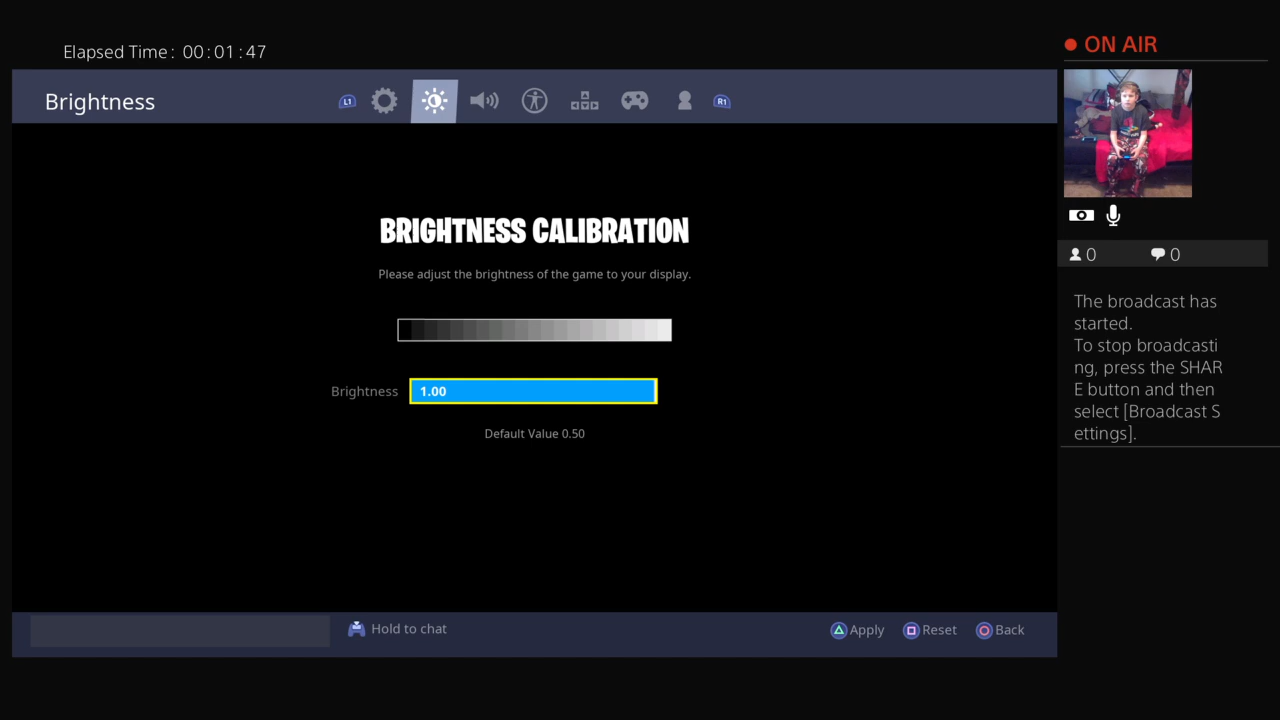 Elapsed Time: 00:01:47
ON AIR
Brightness
L1
R1
BRIGHTNESS CALIBRATION
Please adjust the brightness of the game to your display.
Brightness
1.00
Default Value 0.50
0
0
The broadcast has
started.
To stop broadcasti
ng, press the SHAR
E button and then
select [Broadcast S
ettings].
Hold to chat
Apply
Reset
Back